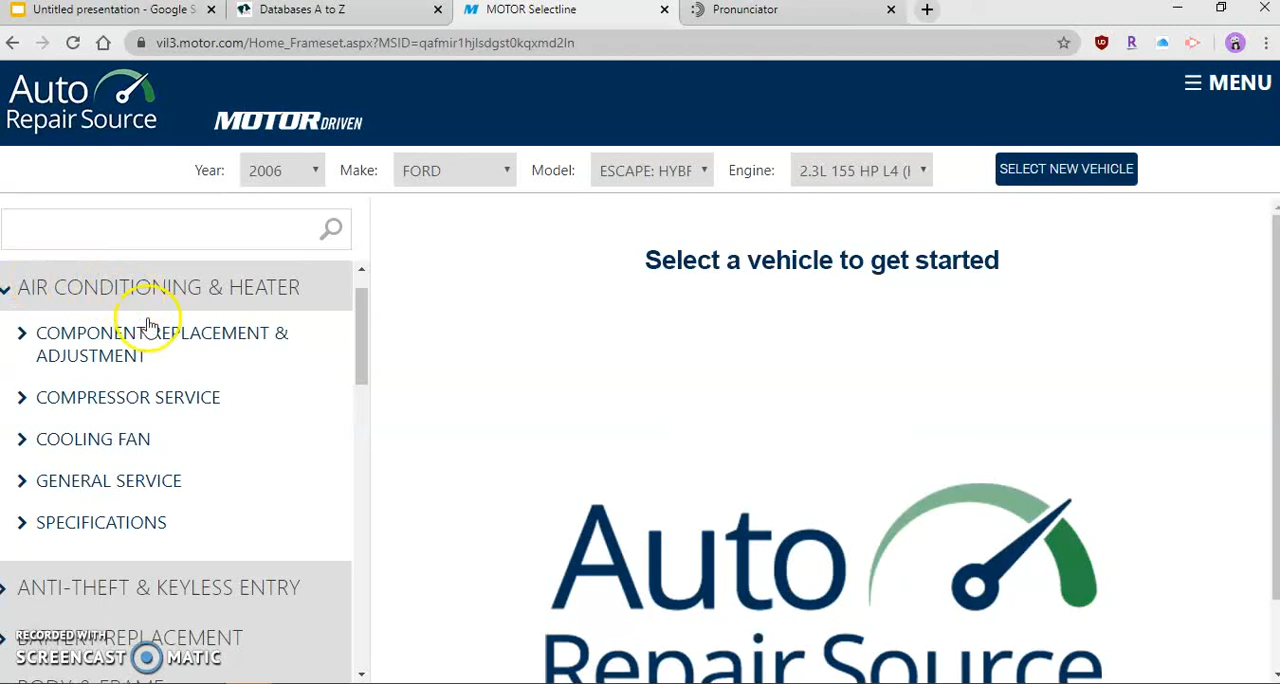 Untitled presentation - Google S
Databases A to Z
MOTOR Selectline
Pronunciator
vil3.motor.com/Home_Frameset.aspx?MSID=qafmir1hjlsdgst0kqxmd2ln
Auto
Repair Source
MOTOR DRIVEN
☰ MENU
Year: 2006 Make: FORD Model: ESCAPE: HYBF Engine: 2.3L 155 HP L4 (I SELECT NEW VEHICLE
AIR CONDITIONING & HEATER
COMPONENT REPLACEMENT &
ADJUSTMENT
COMPRESSOR SERVICE
COOLING FAN
GENERAL SERVICE
SPECIFICATIONS
ANTI-THEFT & KEYLESS ENTRY
BATTERY REPLACEMENT
BODY & FRAME
RECORDED WITH
SCREENCAST MATIC
Select a vehicle to get started
Auto
Repair Source